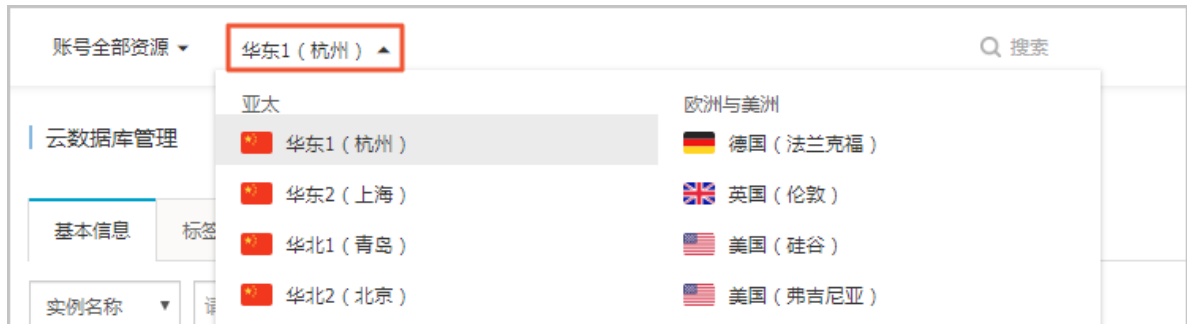 账号全部资源 华东1（杭州） 搜索
亚太 欧洲与美洲
云数据库管理 华东1（杭州） 德国（法兰克福）
华东2（上海） 英国（伦敦）
基本信息 标签 华北1（青岛） 美国（硅谷）
实例名称 华北2（北京） 美国（弗吉尼亚）